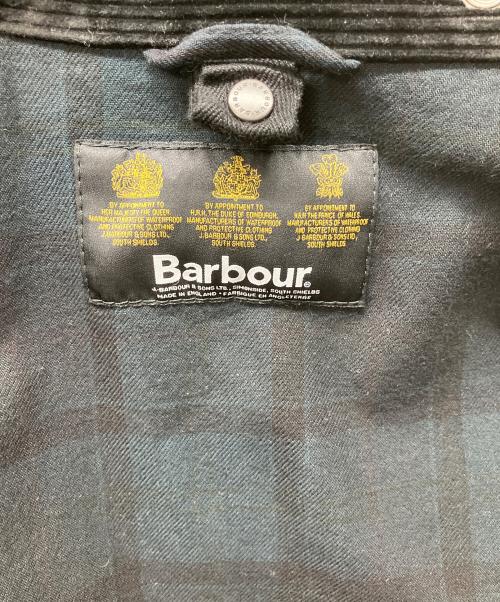 BARBOUR
BY APPOINTMENT TO
HER MAJESTY THE QUEEN,
MANUFACTURERS OF WATERPROOF
AND PROTECTIVE CLOTHING
J.BARBOUR & SONS LTD.,
SOUTH SHIELDS.
BY APPOINTMENT TO
H.R.H. THE DUKE OF EDINBURGH,
MANUFACTURERS OF WATERPROOF
AND PROTECTIVE CLOTHING
J.BARBOUR & SONS LTD.,
SOUTH SHIELDS.
BY APPOINTMENT TO
H.R.H THE PRINCE OF WALES.
MANUFACTURERS OF WATERPROOF
AND PROTECTIVE CLOTHING
J.BARBOUR & SONS LTD,
SOUTH SHIELDS.
Barbour®
J. BARBOUR & SONS LTD., SIMONSIDE, SOUTH SHIELDS
MADE IN ENGLAND • FABRIQUE EN ANGLETERRE